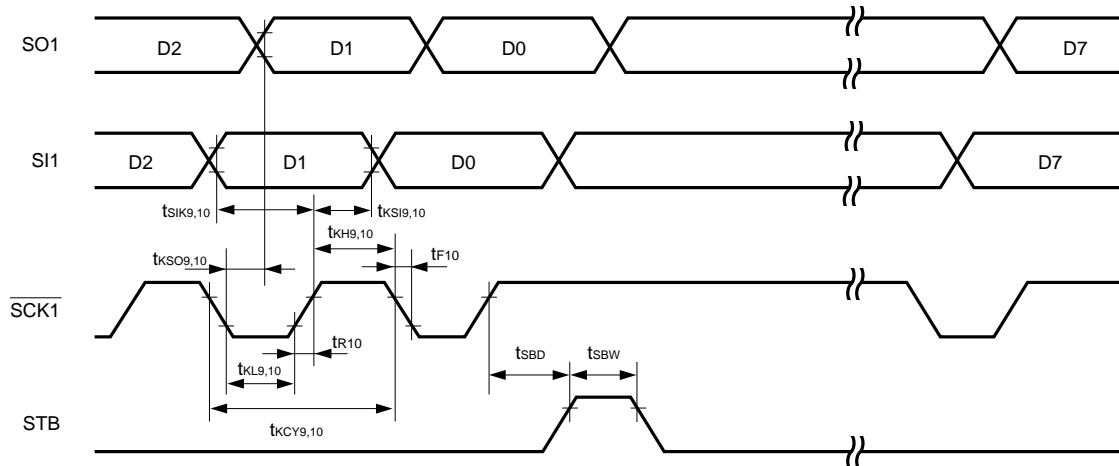 SO1 D2 D1 D0 D7
SI1 D2 D1 D0 D7
tSIK9,10 tKSI9,10
tKH9,10
tKSO9,10 tF10
SCK1
tR10
tSBD tSBW
tKL9,10
STB
tKCY9,10